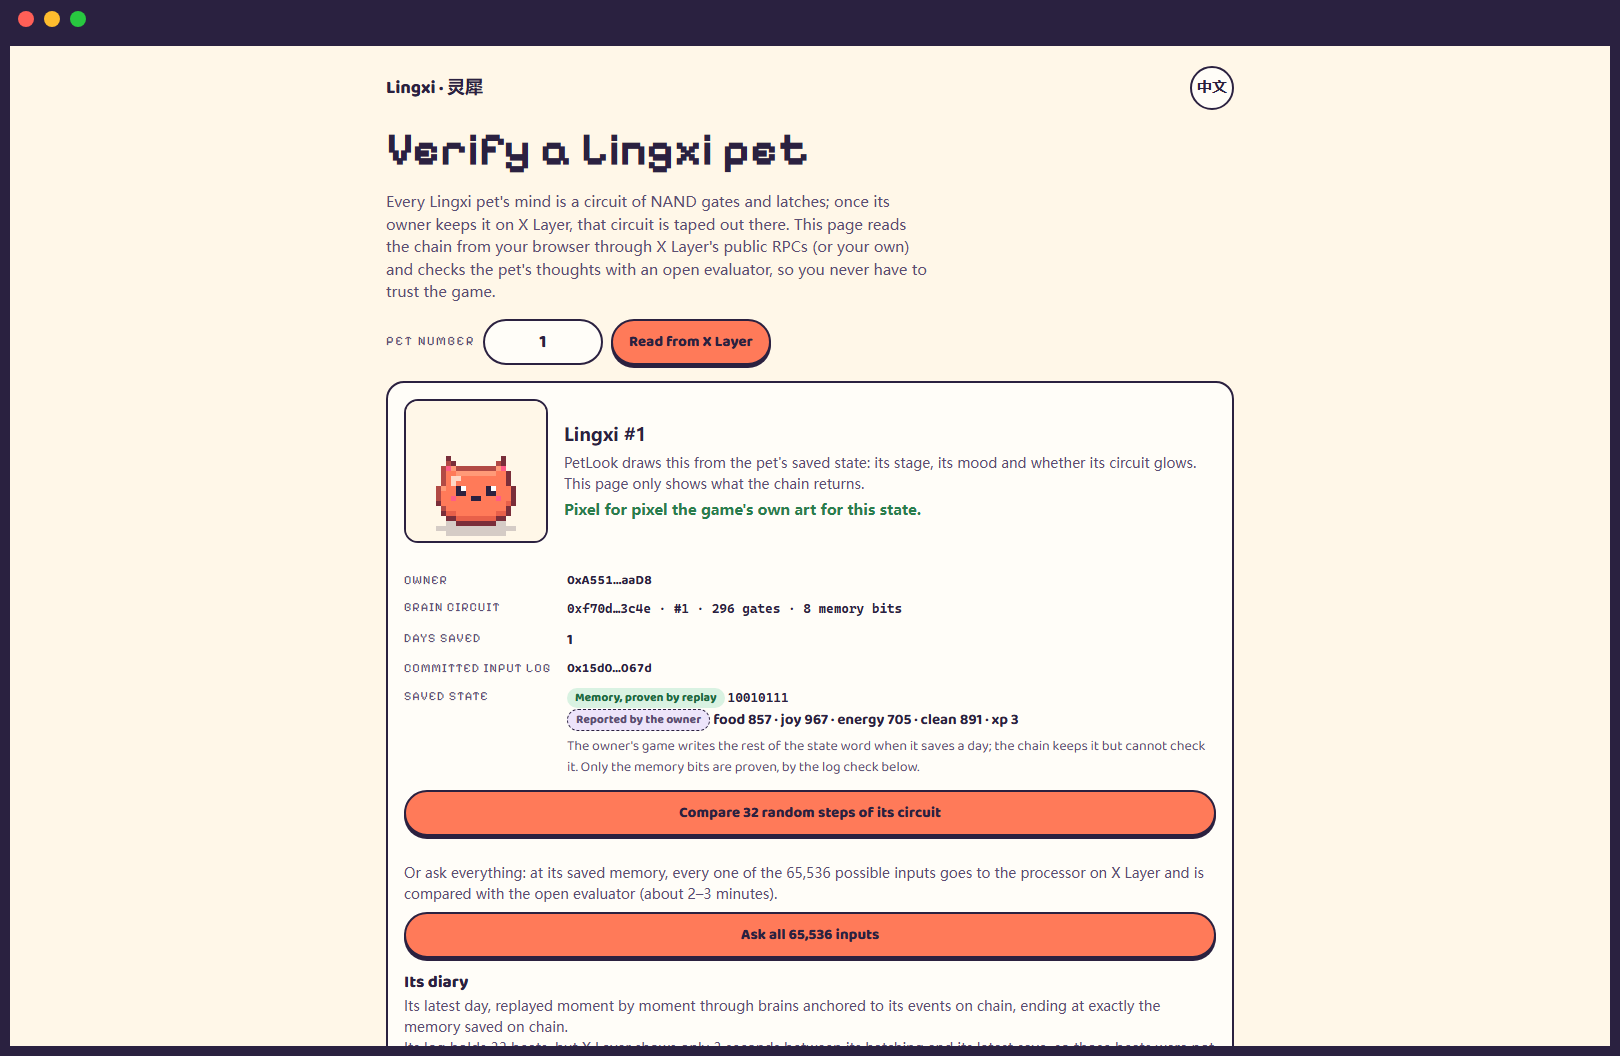 Lingxi · 灵犀
中文
Verify a Lingxi pet
Every Lingxi pet's mind is a circuit of NAND gates and latches; once its
owner keeps it on X Layer, that circuit is taped out there. This page reads
the chain from your browser through X Layer's public RPCs (or your own)
and checks the pet's thoughts with an open evaluator, so you never have to
trust the game.
PET NUMBER 1 Read from X Layer
Lingxi #1
PetLook draws this from the pet's saved state: its stage, its mood and whether its circuit glows.
This page only shows what the chain returns.
Pixel for pixel the game's own art for this state.
OWNER 0xA551…aaD8
BRAIN CIRCUIT 0xf70d…3c4e · #1 · 296 gates · 8 memory bits
DAYS SAVED 1
COMMITTED INPUT LOG 0x15d0…067d
SAVED STATE Memory, proven by replay 10010111
Reported by the owner food 857 · joy 967 · energy 705 · clean 891 · xp 3
The owner's game writes the rest of the state word when it saves a day; the chain keeps it but cannot check
it. Only the memory bits are proven, by the log check below.
Compare 32 random steps of its circuit
Or ask everything: at its saved memory, every one of the 65,536 possible inputs goes to the processor on X Layer and is
compared with the open evaluator (about 2–3 minutes).
Ask all 65,536 inputs
Its diary
Its latest day, replayed moment by moment through brains anchored to its events on chain, ending at exactly the
memory saved on chain.